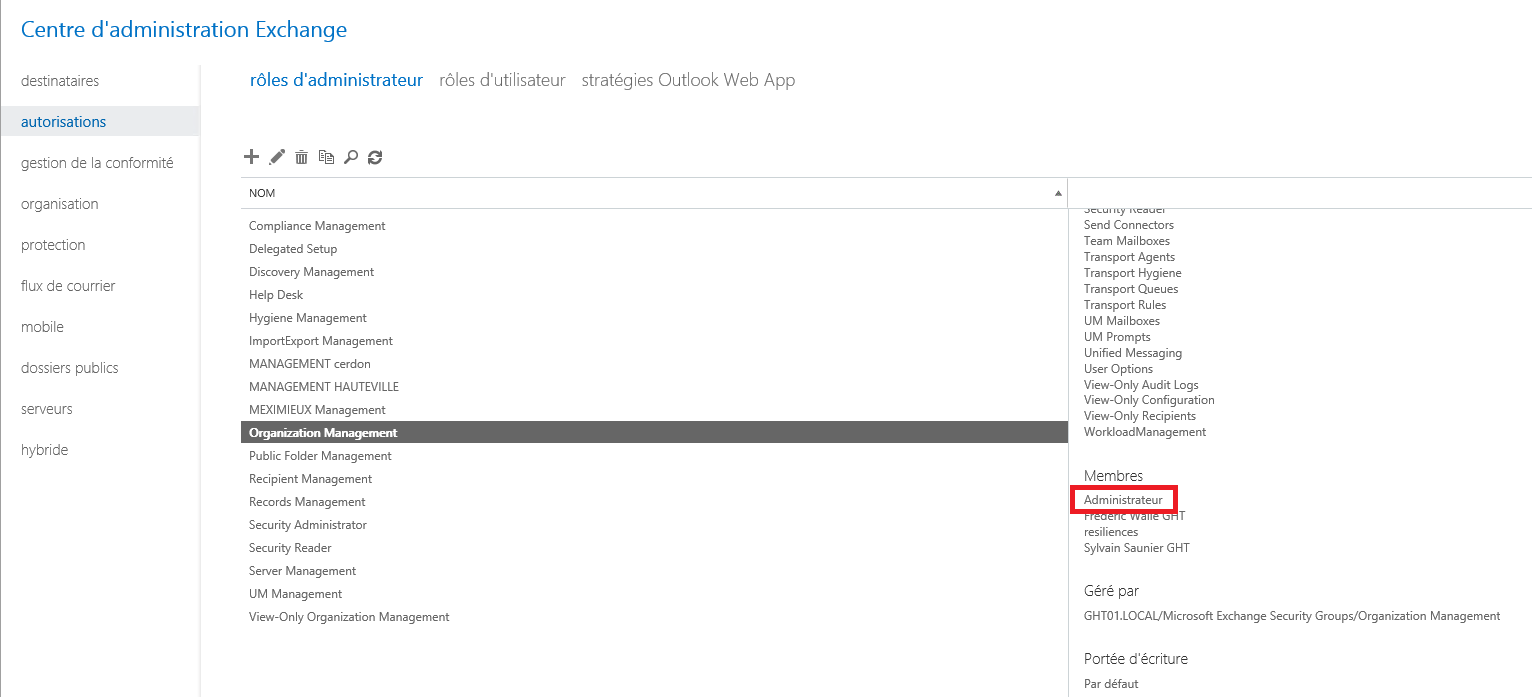 Centre d'administration Exchange
destinataires
autorisations
gestion de la conformité
organisation
protection
flux de courrier
mobile
dossiers publics
serveurs
hybride
rôles d'administrateur rôles d'utilisateur stratégies Outlook Web App
NOM
Compliance Management
Delegated Setup
Discovery Management
Help Desk
Hygiene Management
ImportExport Management
MANAGEMENT cerdon
MANAGEMENT HAUTEVILLE
MEXIMIEUX Management
Organization Management
Public Folder Management
Recipient Management
Records Management
Security Administrator
Security Reader
Server Management
UM Management
View-Only Organization Management
Security Reader
Send Connectors
Team Mailboxes
Transport Agents
Transport Hygiene
Transport Queues
Transport Rules
UM Mailboxes
UM Prompts
Unified Messaging
User Options
View-Only Audit Logs
View-Only Configuration
View-Only Recipients
WorkloadManagement
Membres
Administrateur
Frédéric Walle GHT
resiliences
Sylvain Saunier GHT
Géré par
GHT01.LOCAL/Microsoft Exchange Security Groups/Organization Management
Portée d'écriture
Par défaut